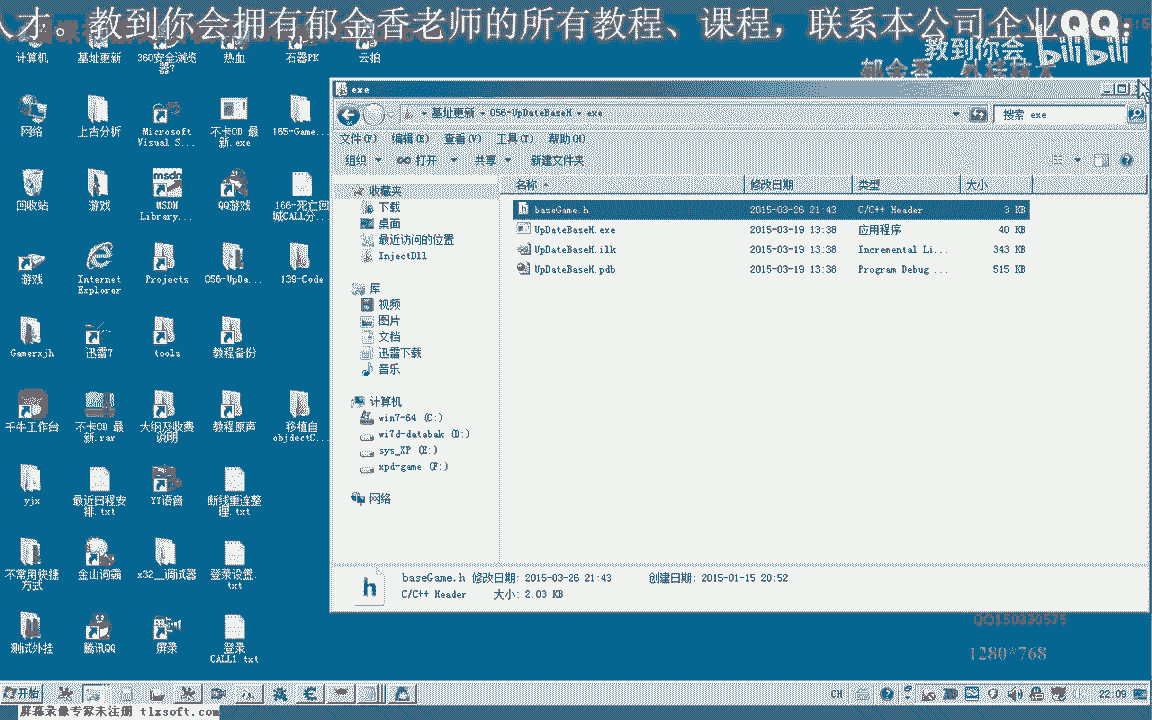 人才。教到你会拥有郁金香老师的所有教程、课程，联系本公司企业QQ:
教到你会
bilibili
计算机
基址更新
360安全浏览器7
热血
石器PK
云拍
网络
上古分析
Microsoft Visual S...
不卡OD 最新.exe
165-Game...
回收站
游戏
MSDN Library...
QQ游戏
166-死亡回城CALL分...
游戏
Internet Explorer
Projects
056-UpDa...
139-Code
Gamerxjh
迅雷7
tools
教程备份
千牛工作台
不卡OD 最新.rar
大纲及收费说明
教程原声
移植自objdectC...
yjx
最近日程安排.txt
YY语音
断线重连整理.txt
不常用快捷方式
金山词霸
x32__调试器
登录设置.txt
测试外挂
腾讯QQ
屏录
登录CALL1.txt
exe
基址更新
056-UpDateBaseH
exe
搜索 exe
文件(F)
编辑(E)
查看(V)
工具(T)
帮助(H)
组织
打开
共享
新建文件夹
名称
修改日期
类型
大小
收藏夹
下载
桌面
最近访问的位置
InjectDll
库
视频
图片
文档
迅雷下载
音乐
计算机
win7-64 (C:)
wi7d-databak (D:)
sys_XP (E:)
xpd-game (F:)
网络
baseGame.h 2015-03-26 21:43 C/C++ Header 3 KB
UpDateBaseH.exe 2015-03-19 13:38 应用程序 40 KB
UpDateBaseH.ilk 2015-03-19 13:38 Incremental Li... 343 KB
UpDateBaseH.pdb 2015-03-19 13:38 Program Debug ... 515 KB
baseGame.h 修改日期: 2015-03-26 21:43 创建日期: 2015-01-15 20:52
C/C++ Header 大小: 2.03 KB
1280*768
开始
CH
22:09
屏幕录像专家未注册 tlxsoft.com